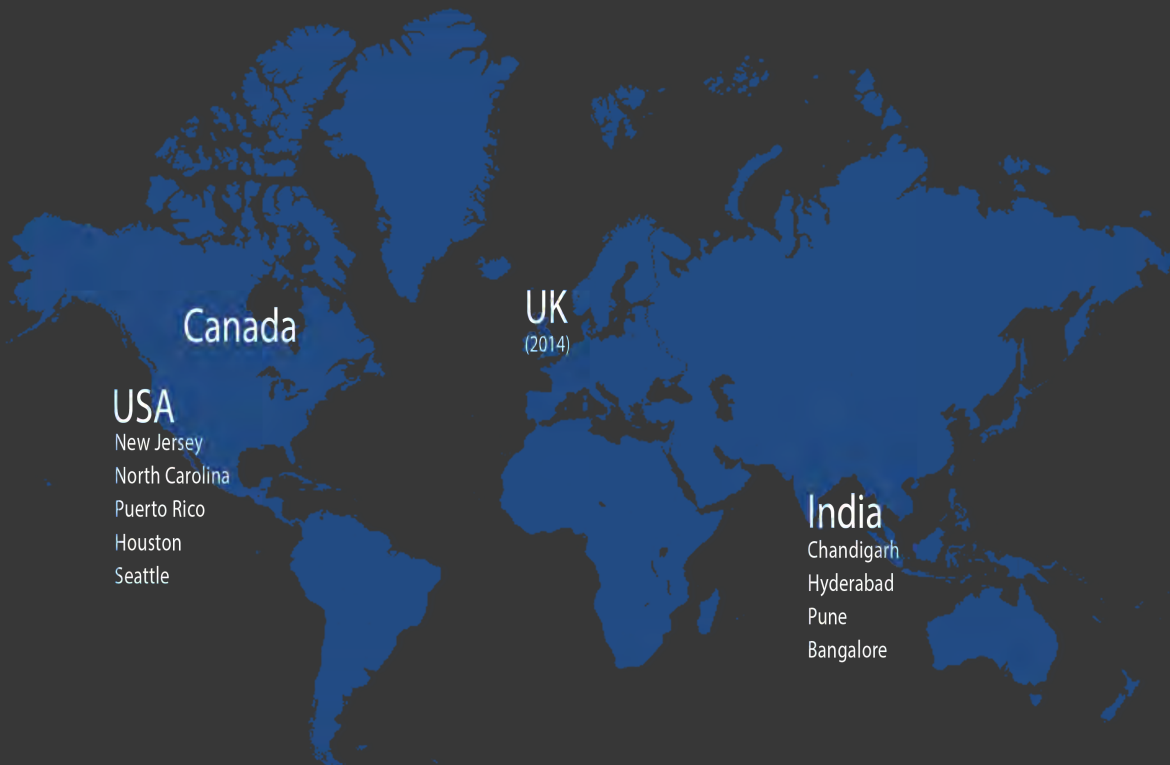 Canada
UK
(2014)
USA
New Jersey
North Carolina
Puerto Rico
Houston
Seattle
India
Chandigarh
Hyderabad
Pune
Bangalore